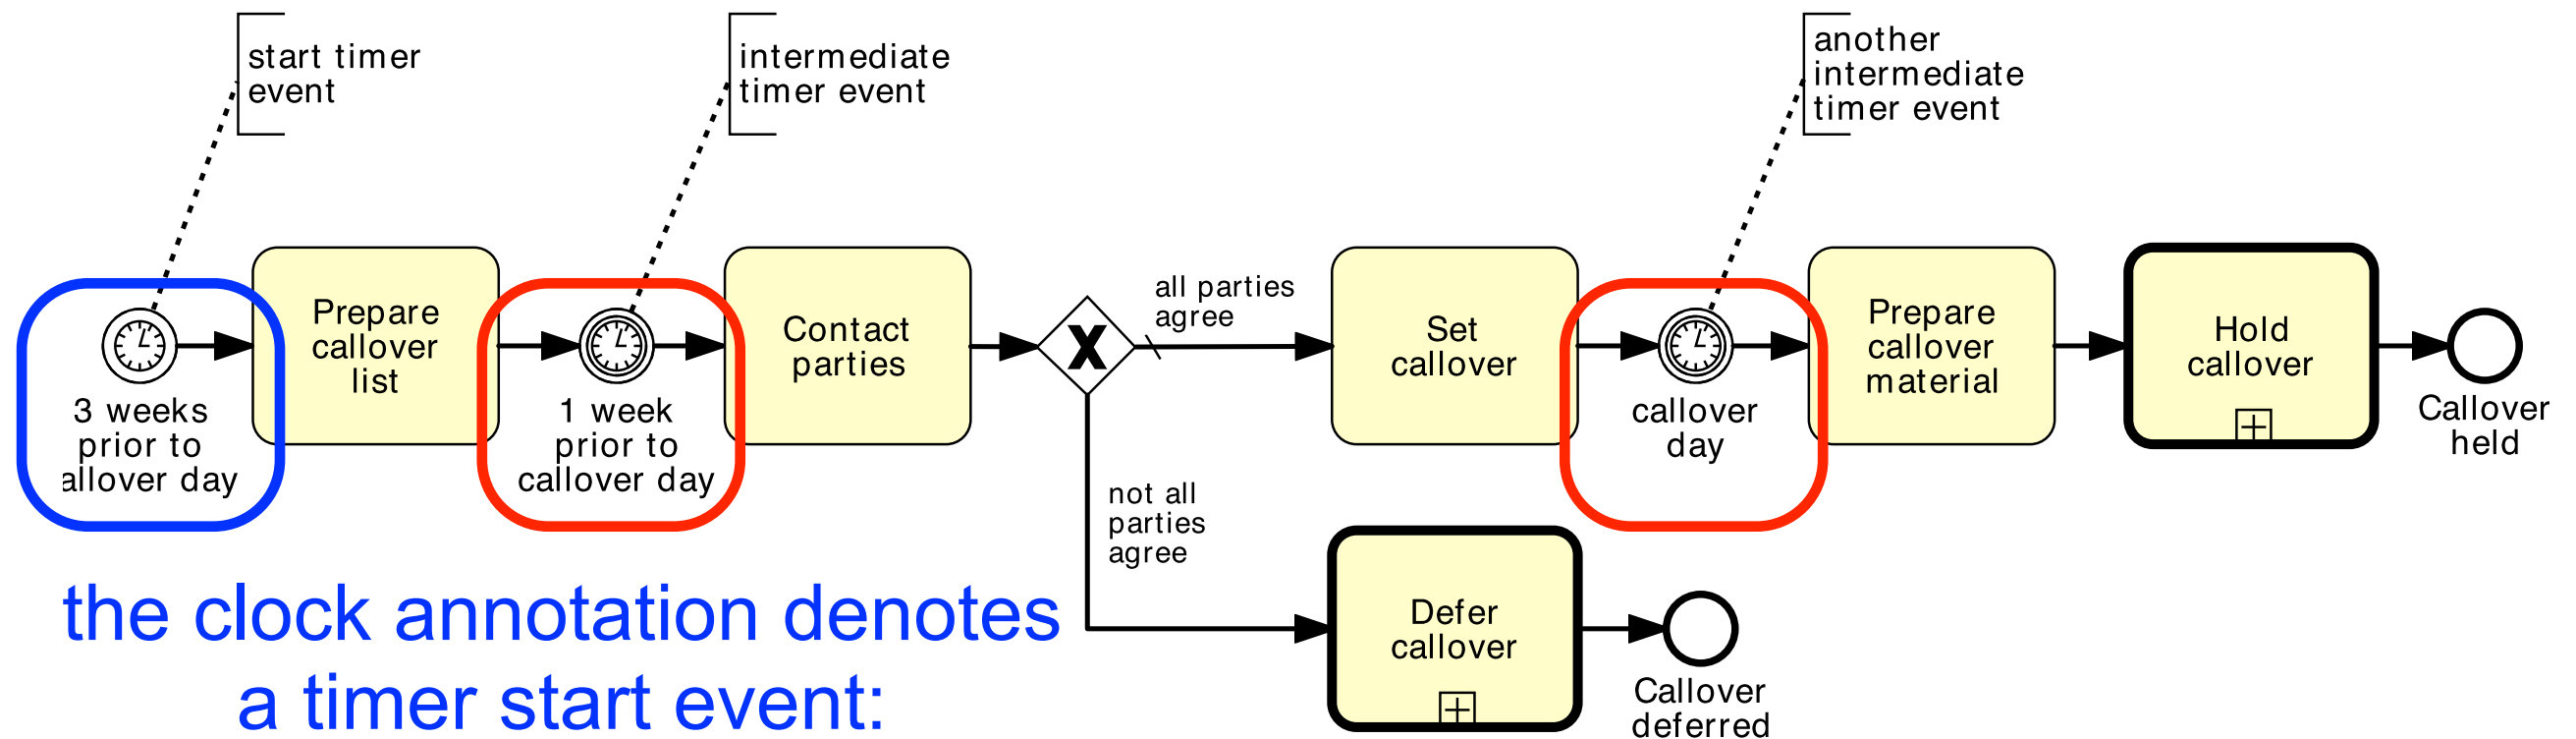 start timer
event
intermediate
timer event
another
intermediate
timer event
3 weeks
prior to
allover day
Prepare
callover
list
1 week
prior to
callover day
Contact
parties
X
all parties
agree
not all
parties
agree
Set
callover
callover
day
Prepare
callover
material
Hold
callover
Callover
held
Defer
callover
Callover
deferred
the clock annotation denotes
a timer start event: